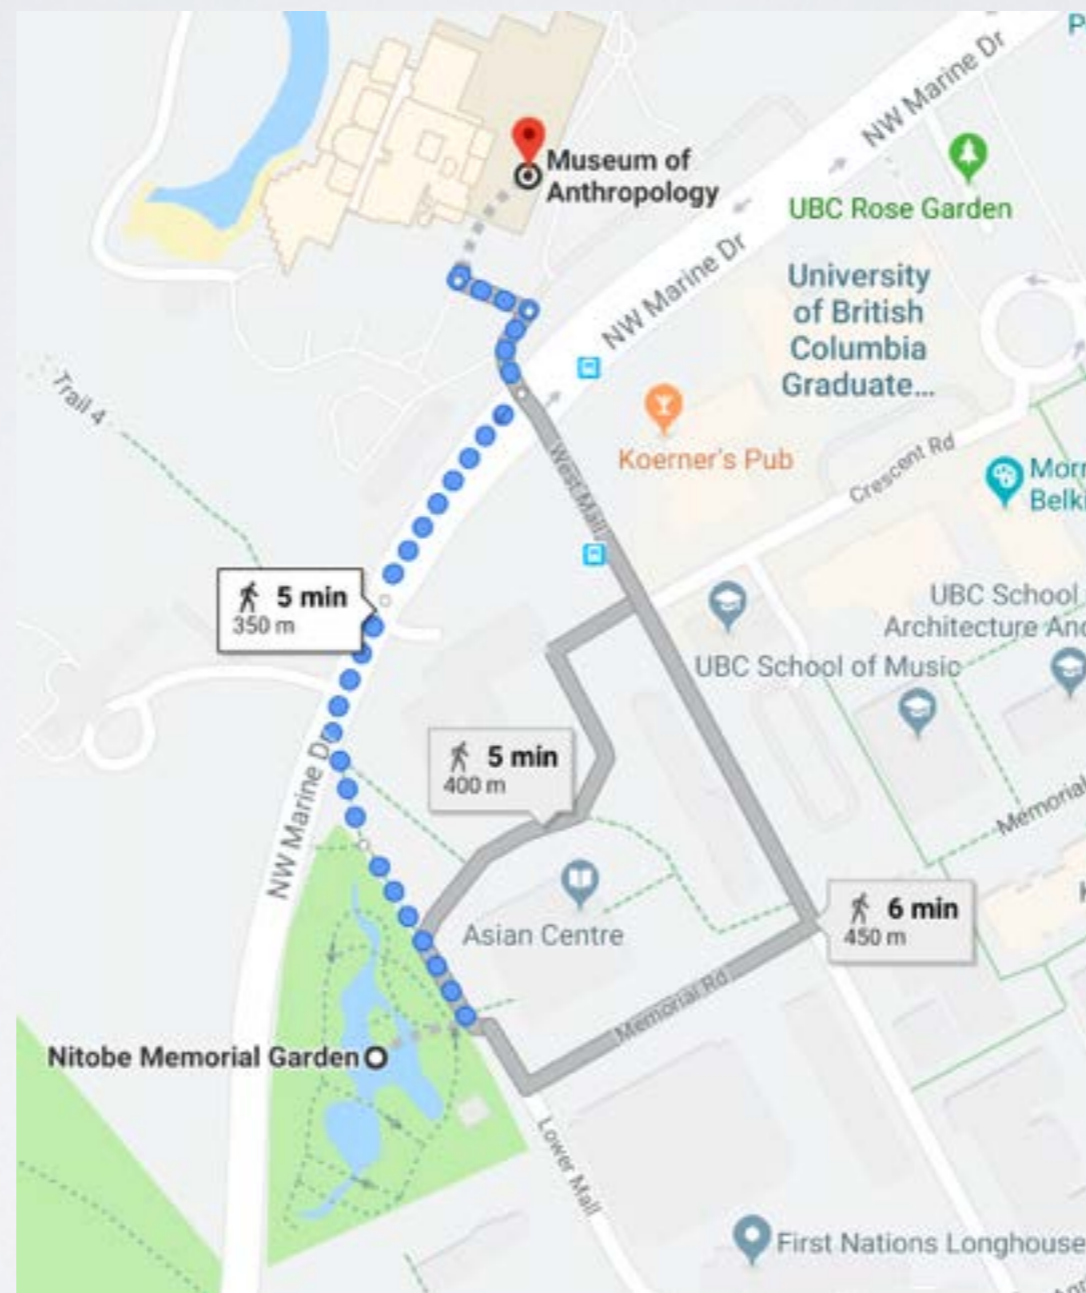 P
NW Marine Dr
Museum of
Anthropology
UBC Rose Garden
NW Marine Dr
University
of British
Columbia
Graduate...
Trail 4
Koerner's Pub
Crescent Rd
West Mall
Morr
Belki
5 min
350 m
UBC School
Architecture And
UBC School of Music
5 min
400 m
NW Marine Dr
Memorial
6 min
450 m
Asian Centre
Memorial Rd
Nitobe Memorial Garden
Lower Mall
First Nations Longhouse